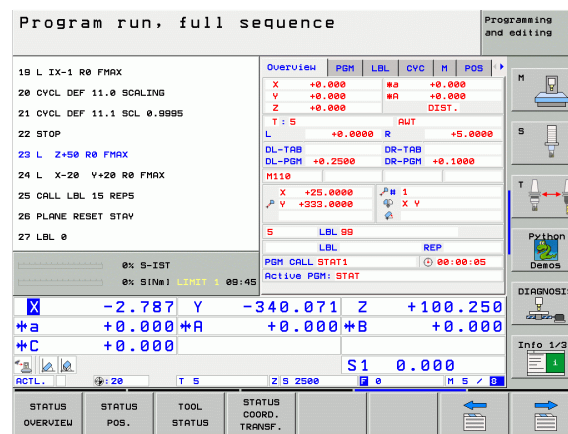 Program run, full sequence
Programming and editing
19 L IX-1 R0 FMAX
20 CYCL DEF 11.0 SCALING
21 CYCL DEF 11.1 SCL 0.9995
22 STOP
23 L Z+50 R0 FMAX
24 L X-20 Y+20 R0 FMAX
25 CALL LBL 15 REP5
26 PLANE RESET STAY
27 LBL 0
0% S-IST
0% S[Nm] LIMIT 1 09:45
Overview PGM LBL CYC M POS
X +0.000 *a +0.000
Y +0.000 *A +0.000
Z +0.000 DIST.
T : 5 AWT
L +0.0000 R +5.0000
DL-TAB DR-TAB
DL-PGM +0.2500 DR-PGM +0.1000
M110
X +25.0000 # 1
Y +333.0000 X Y
5 LBL 99
LBL REP
PGM CALL STAT1 00:00:05
Active PGM: STAT
X -2.787 Y -340.071 Z +100.250
*a +0.000 *A +0.000 *B +0.000
*C +0.000
S1 0.000
ACTL. : 20 T 5 Z S 2500 F 0 M 5 / 8
M
S
T
Python
Demos
DIAGNOSI
Info 1/3
STATUS OVERVIEW
STATUS POS.
TOOL STATUS
STATUS COORD. TRANSF.